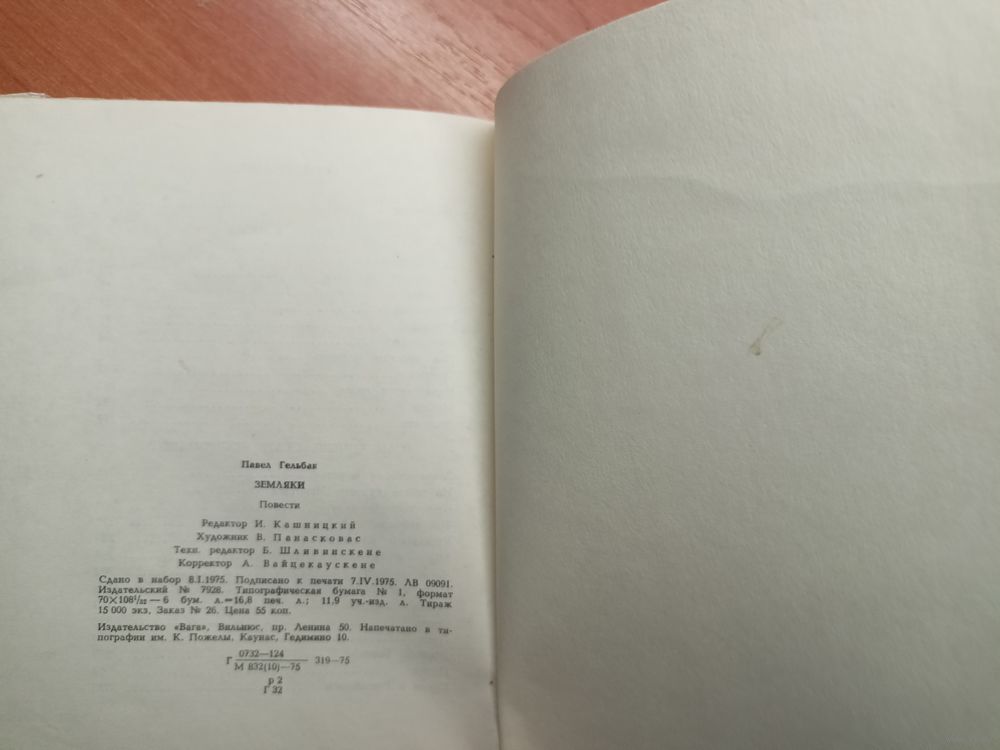 Павел Гельбак
ЗЕМЛЯКИ
Повести
Редактор И. Кашницкий
Художник В. Панасковас
Техн. редактор Б. Шливинскене
Корректор А. Вайцекаускене
Сдано в набор 8.I.1975. Подписано к печати 7.IV.1975. ЛВ 09091.
Издательский № 7928. Типографическая бумага № 1, формат
70×108¹/₃₂ — 6 бум. л.=16,8 печ. л.; 11,9 уч.-изд. л. Тираж
15 000 экз. Заказ № 26. Цена 55 коп.
Издательство «Вага», Вильнюс, пр. Ленина 50. Напечатано в ти-
пографии им. К. Пожелы, Каунас, Гедимино 10.
0732—124
Г 319—75
М 832(10)—75
р 2
Г 32